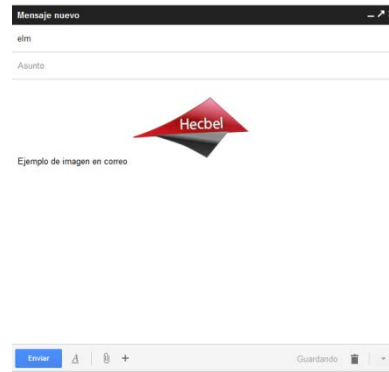 Mensaje nuevo
elm
Asunto
Hecbel
Ejemplo de imagen en correo
Enviar
Guardando